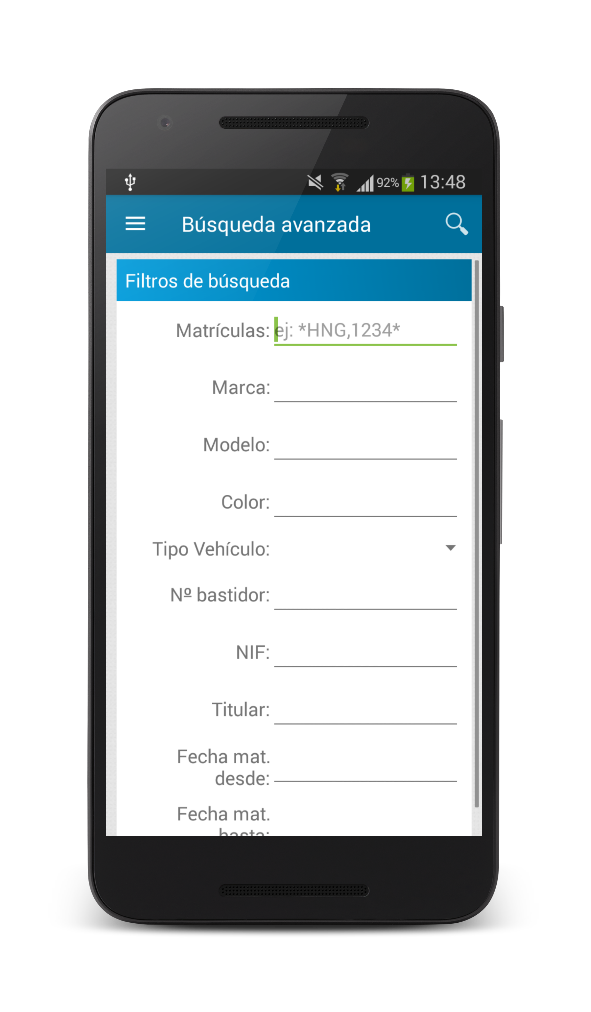 92% 13:48
Búsqueda avanzada
Filtros de búsqueda
Matrículas: ej: *HNG,1234*
Marca:
Modelo:
Color:
Tipo Vehículo:
Nº bastidor:
NIF:
Titular:
Fecha mat.
desde:
Fecha mat.
hasta: